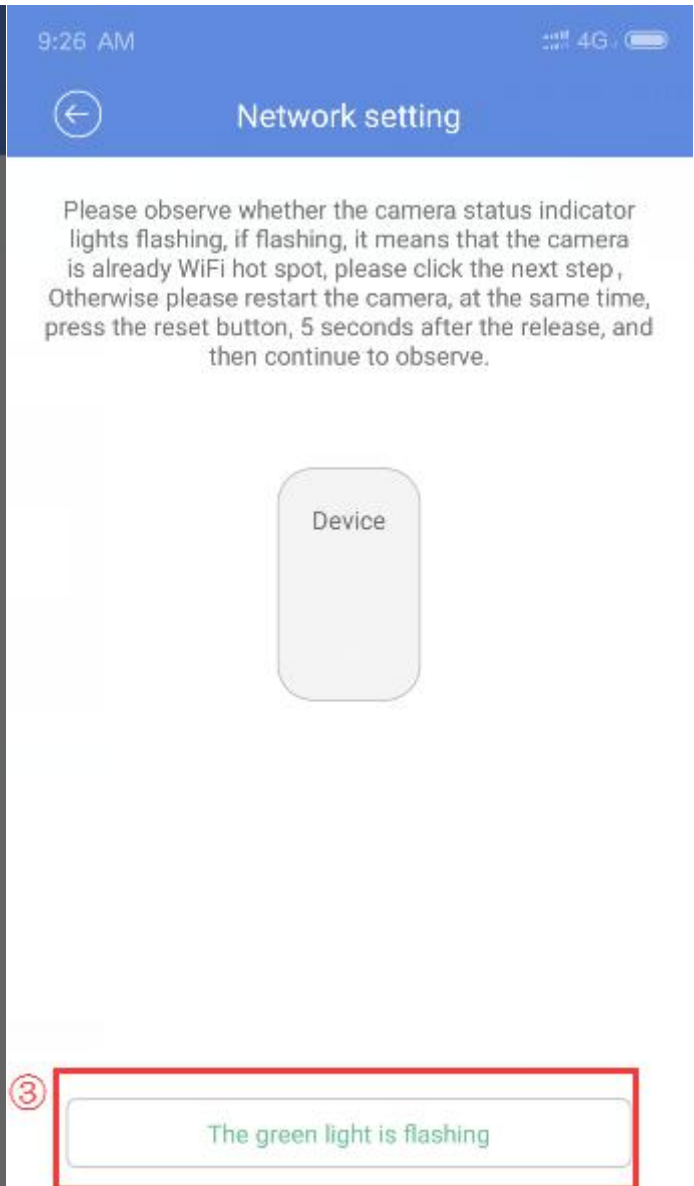 9:26 AM
4G
Network setting
Please observe whether the camera status indicator
lights flashing, if flashing, it means that the camera
is already WiFi hot spot, please click the next step,
Otherwise please restart the camera, at the same time,
press the reset button, 5 seconds after the release, and
then continue to observe.
Device
③
The green light is flashing